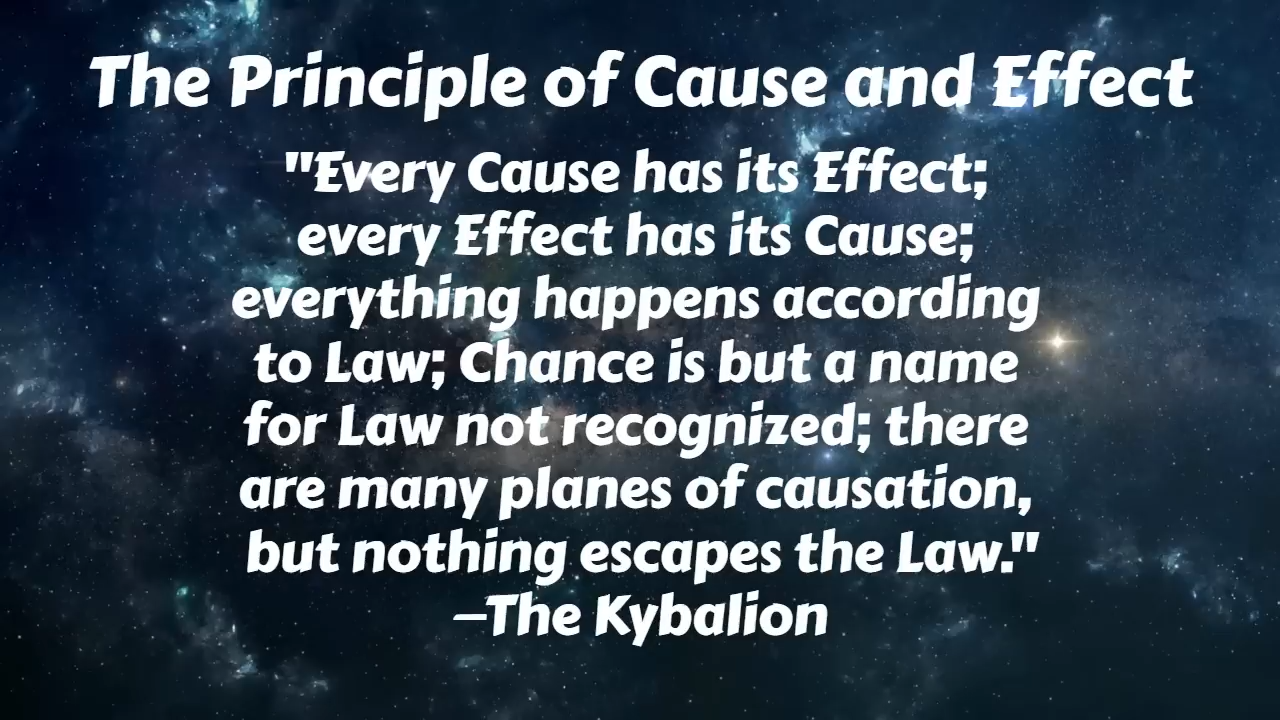 The Principle of Cause and Effect
"Every Cause has its Effect;
every Effect has its Cause;
everything happens according
to Law; Chance is but a name
for Law not recognized; there
are many planes of causation,
but nothing escapes the Law."
—The Kybalion